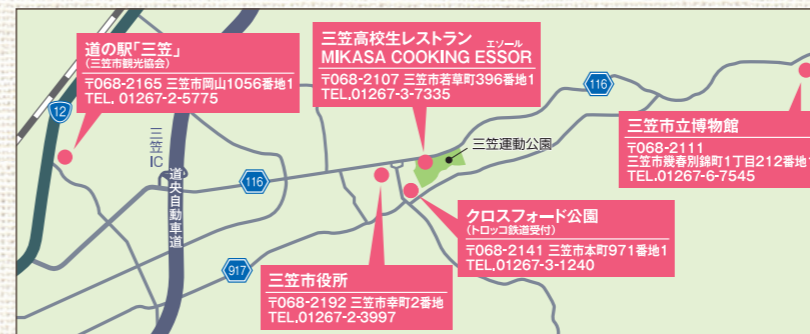 道の駅「三笠」
(三笠市観光協会)
〒068-2165 三笠市岡山1056番地1
TEL. 01267-2-5775
三笠高校生レストラン
エソール
MIKASA COOKING ESSOR
〒068-2107 三笠市若草町396番地1
TEL.01267-3-7335
116
12
三笠IC
道央自動車道
116
三笠運動公園
三笠市立博物館
〒068-2111
三笠市幾春別錦町1丁目212番地1
TEL.01267-6-7545
クロスフォード公園
(トロッコ鉄道受付)
〒068-2141 三笠市本町971番地1
TEL.01267-3-1240
917
三笠市役所
〒068-2192 三笠市幸町2番地
TEL.01267-2-3997